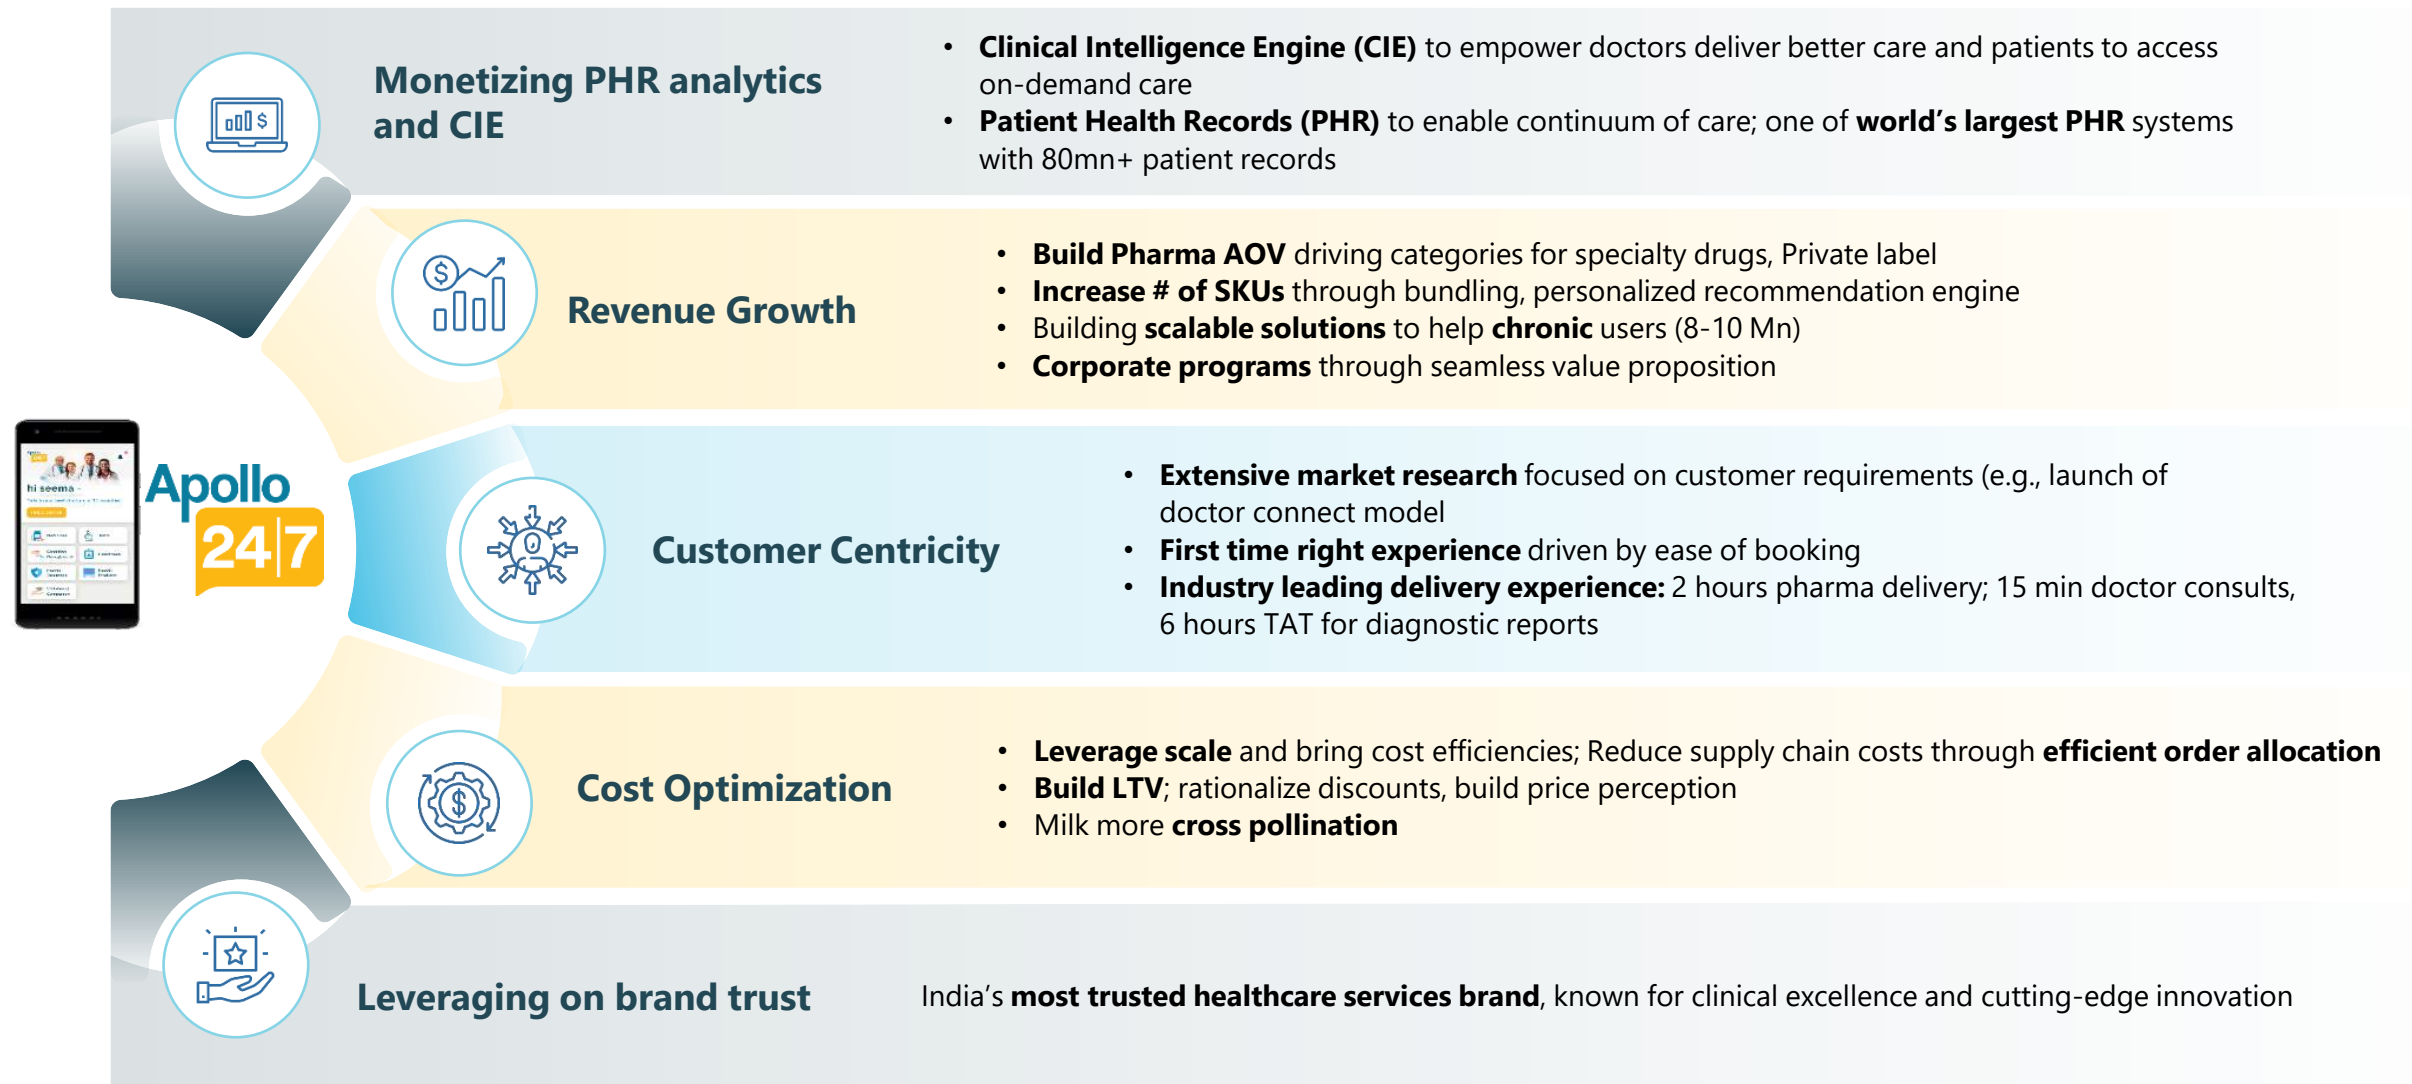 Monetizing PHR analytics
and CIE
• Clinical Intelligence Engine (CIE) to empower doctors deliver better care and patients to access
on-demand care
• Patient Health Records (PHR) to enable continuum of care; one of world's largest PHR systems
with 80mn+ patient records
Revenue Growth
• Build Pharma AOV driving categories for specialty drugs, Private label
• Increase # of SKUs through bundling, personalized recommendation engine
• Building scalable solutions to help chronic users (8-10 Mn)
• Corporate programs through seamless value proposition
hi seema
Apollo
24|7
Customer Centricity
• Extensive market research focused on customer requirements (e.g., launch of
doctor connect model
• First time right experience driven by ease of booking
• Industry leading delivery experience: 2 hours pharma delivery; 15 min doctor consults,
6 hours TAT for diagnostic reports
Cost Optimization
• Leverage scale and bring cost efficiencies; Reduce supply chain costs through efficient order allocation
• Build LTV; rationalize discounts, build price perception
• Milk more cross pollination
Leveraging on brand trust
India's most trusted healthcare services brand, known for clinical excellence and cutting-edge innovation